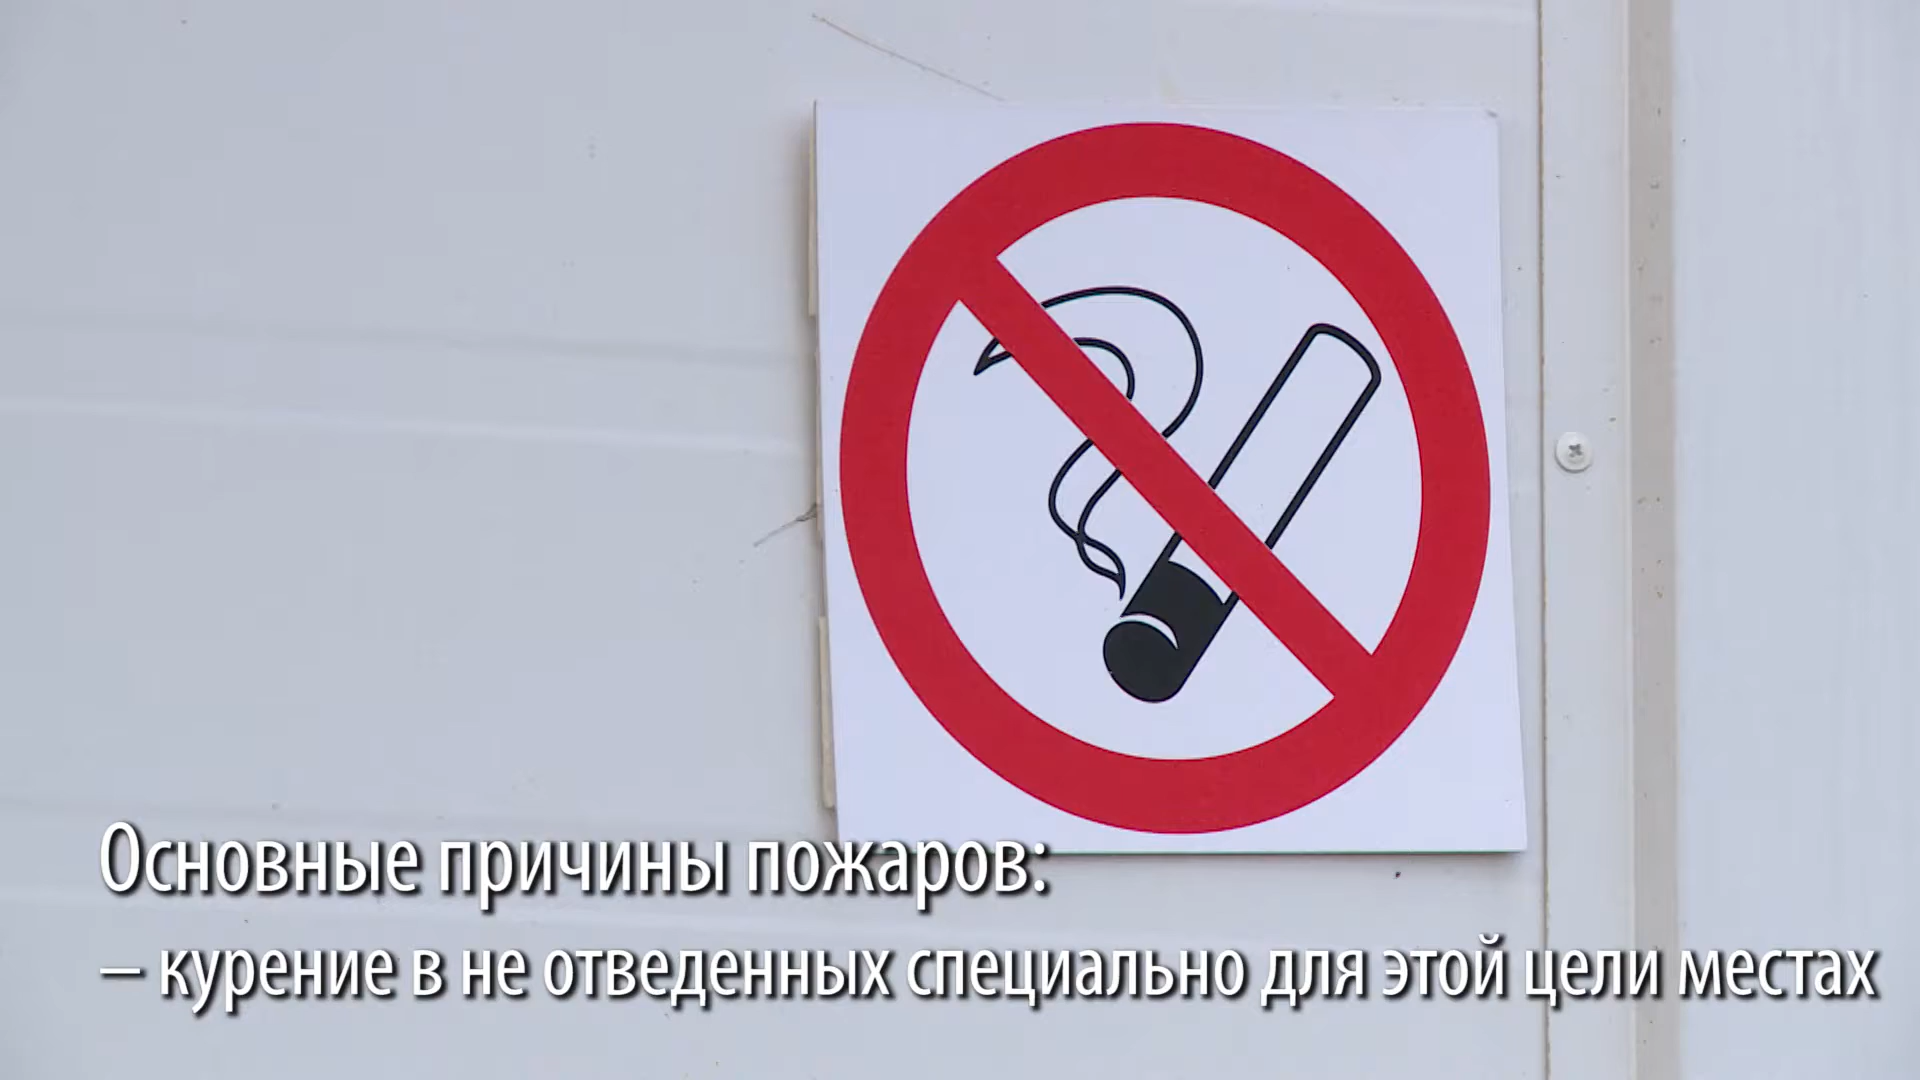 Основные причины пожаров:
– курение в не отведенных специально для этой цели местах